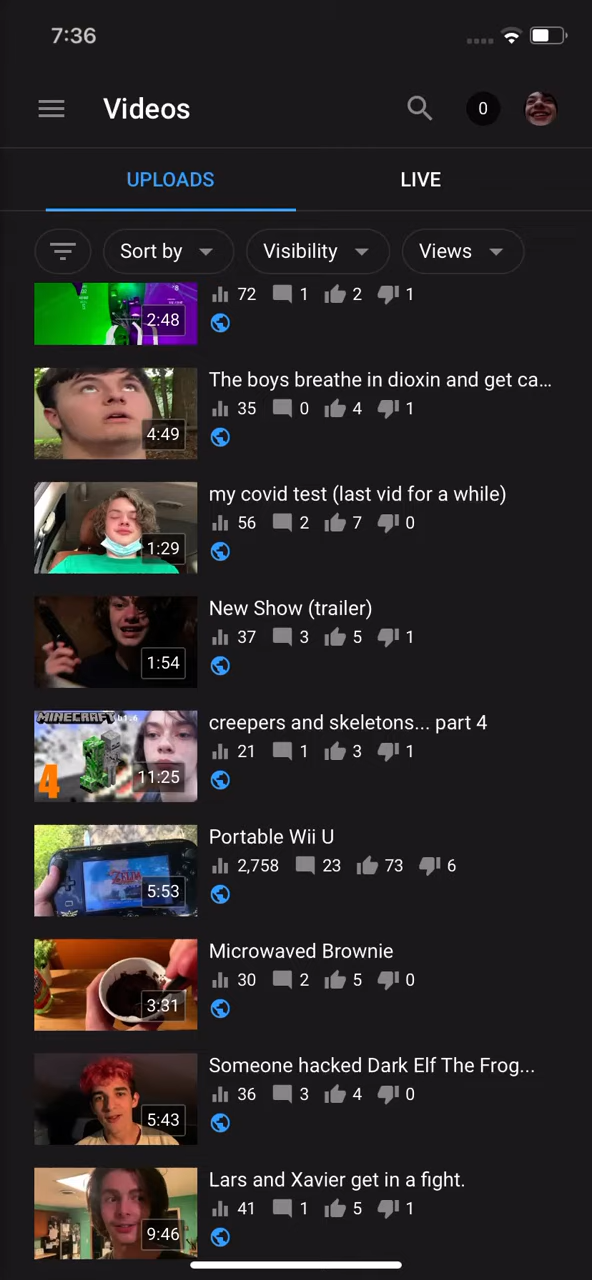 7:36
Videos
0
UPLOADS
LIVE
Sort by
Visibility
Views
2:48
72 1 2 1
4:49
The boys breathe in dioxin and get ca...
35 0 4 1
1:29
my covid test (last vid for a while)
56 2 7 0
1:54
New Show (trailer)
37 3 5 1
MINECRAFT b1.6
4
11:25
creepers and skeletons... part 4
21 1 3 1
ZELDA
5:53
Portable Wii U
2,758 23 73 6
3:31
Microwaved Brownie
30 2 5 0
5:43
Someone hacked Dark Elf The Frog...
36 3 4 0
9:46
Lars and Xavier get in a fight.
41 1 5 1